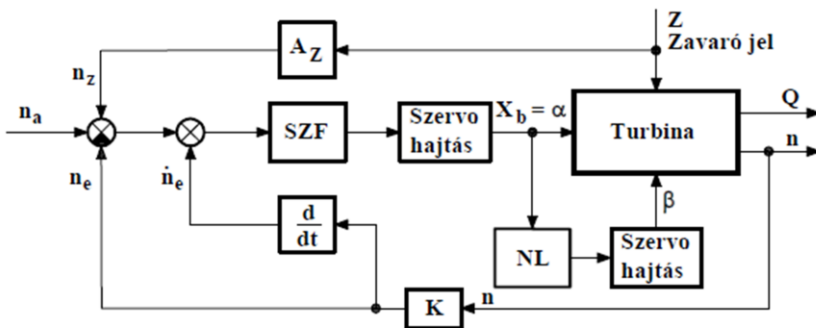 Z
Zavaró jel
A_Z
n_z
n_a
SZF
Szervo
hajtás
X_b = α
Turbina
Q
n
n_e
ṅ_e
d
dt
β
NL
Szervo
hajtás
K
n